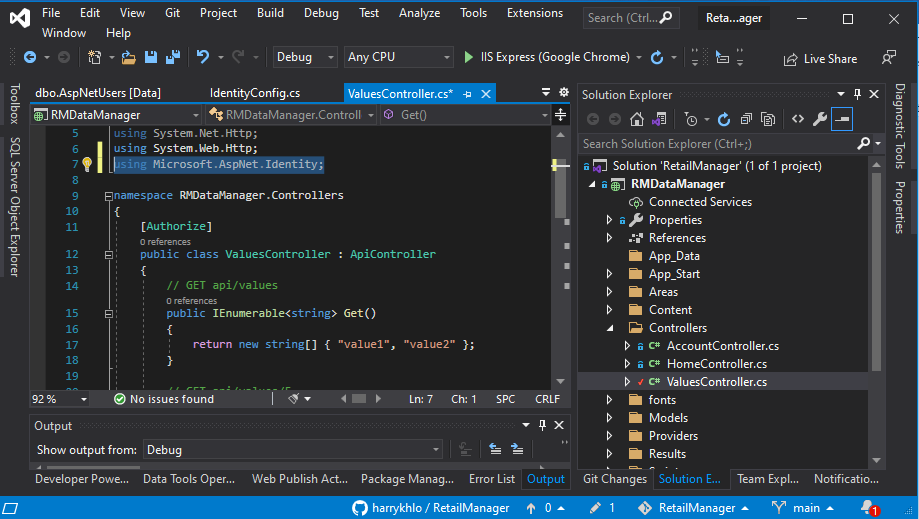 File Edit View Git Project Build Debug Test Analyze Tools Extensions Search (Ctrl+Q) Reta...ager
Window Help
Debug Any CPU IIS Express (Google Chrome) Live Share
dbo.AspNetUsers [Data] IdentityConfig.cs ValuesController.cs*
RMDataManager RMDataManager.Controll Get()
5 using System.Net.Http;
6 using System.Web.Http;
7 using Microsoft.AspNet.Identity;
8
9 namespace RMDataManager.Controllers
10 {
11 [Authorize]
0 references
12 public class ValuesController : ApiController
13 {
14 // GET api/values
0 references
15 public IEnumerable<string> Get()
16 {
17 return new string[] { "value1", "value2" };
18 }
19
92 % No issues found Ln: 7 Ch: 1 SPC CRLF
Output
Show output from: Debug
Developer Powe... Data Tools Oper... Web Publish Act... Package Manag... Error List Output
Toolbox
SQL Server Object Explorer
Solution Explorer
Search Solution Explorer (Ctrl+;)
Solution 'RetailManager' (1 of 1 project)
RMDataManager
Connected Services
Properties
References
App_Data
App_Start
Areas
Content
Controllers
AccountController.cs
HomeController.cs
ValuesController.cs
fonts
Models
Providers
Results
Git Changes Solution E... Team Expl... Notificatio...
Diagnostic Tools
Properties
harrykhlo / RetailManager 0 1 RetailManager main 1